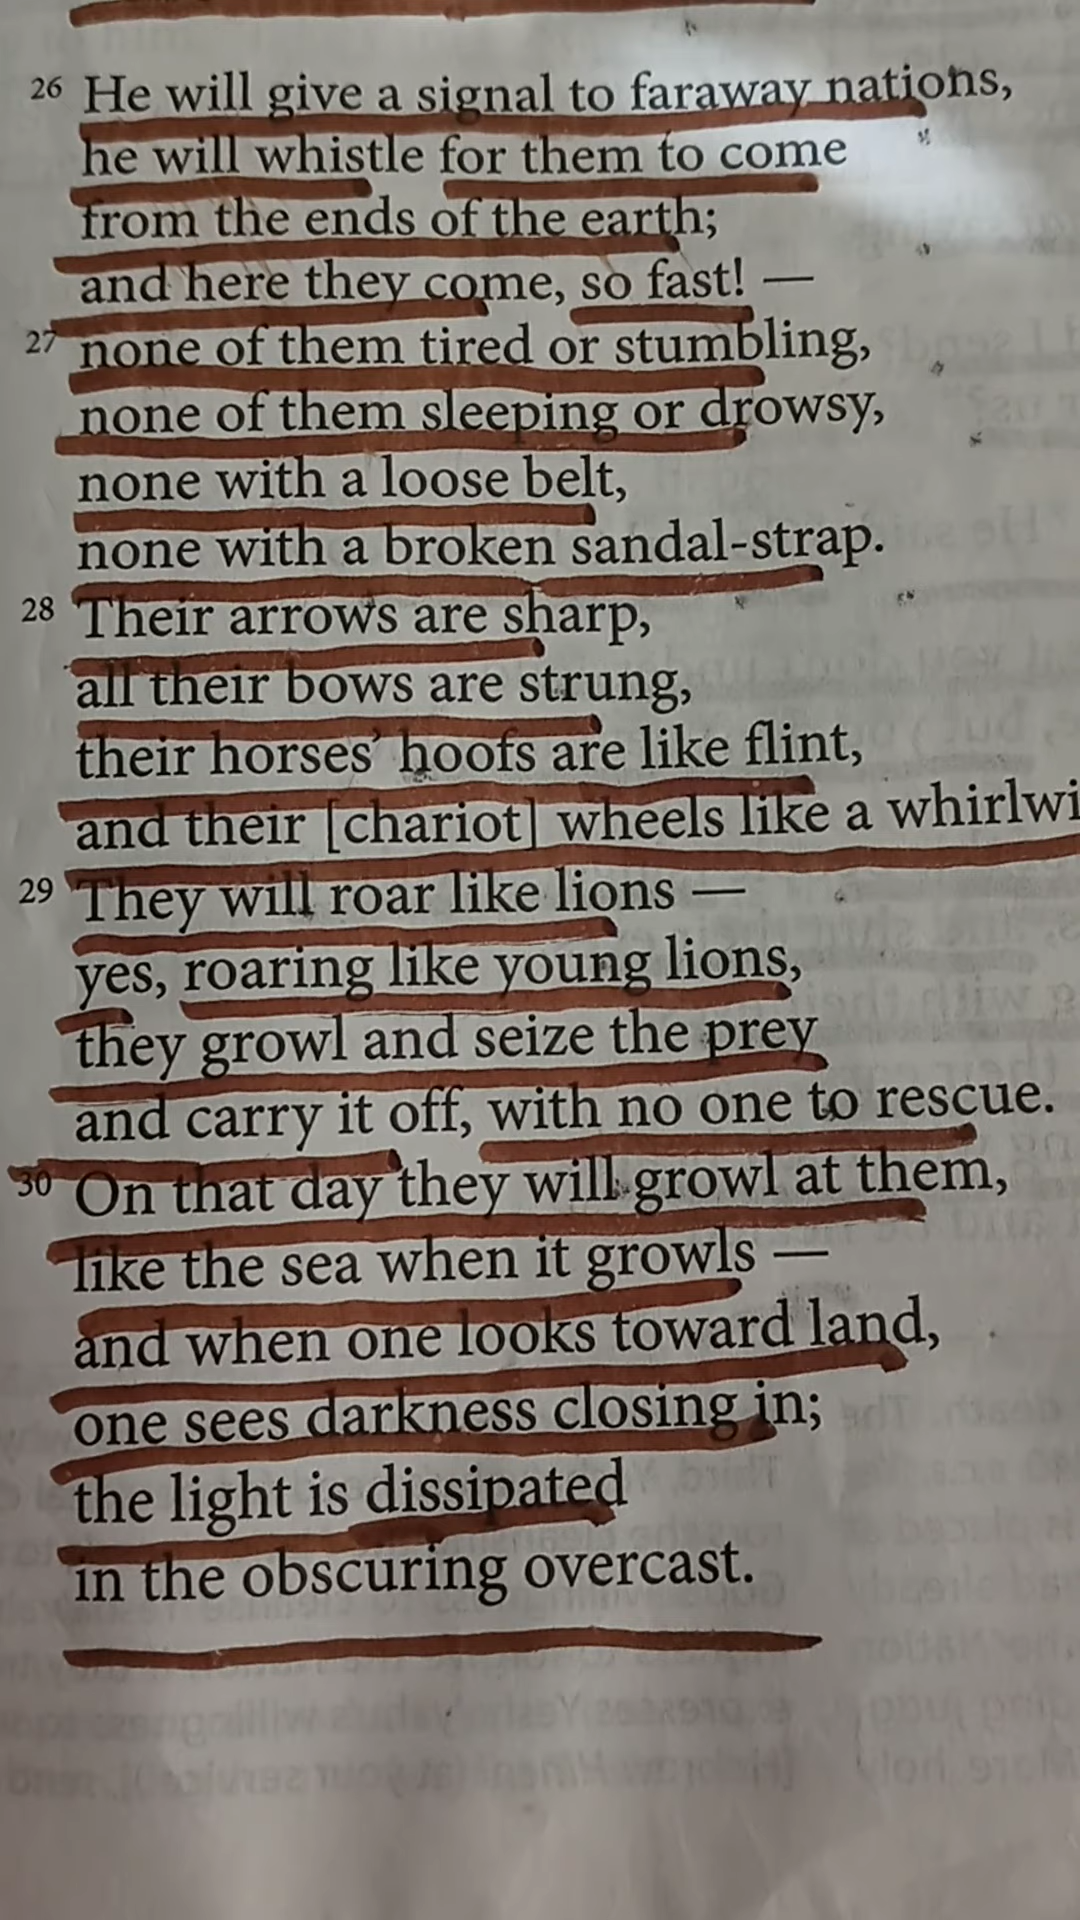 26 He will give a signal to faraway nations,
he will whistle for them to come
from the ends of the earth;
and here they come, so fast! —
27 none of them tired or stumbling,
none of them sleeping or drowsy,
none with a loose belt,
none with a broken sandal-strap.
28 Their arrows are sharp,
all their bows are strung,
their horses’ hoofs are like flint,
and their [chariot] wheels like a whirlwi
29 They will roar like lions —
yes, roaring like young lions,
they growl and seize the prey
and carry it off, with no one to rescue.
30 On that day they will growl at them,
like the sea when it growls —
and when one looks toward land,
one sees darkness closing in;
the light is dissipated
in the obscuring overcast.